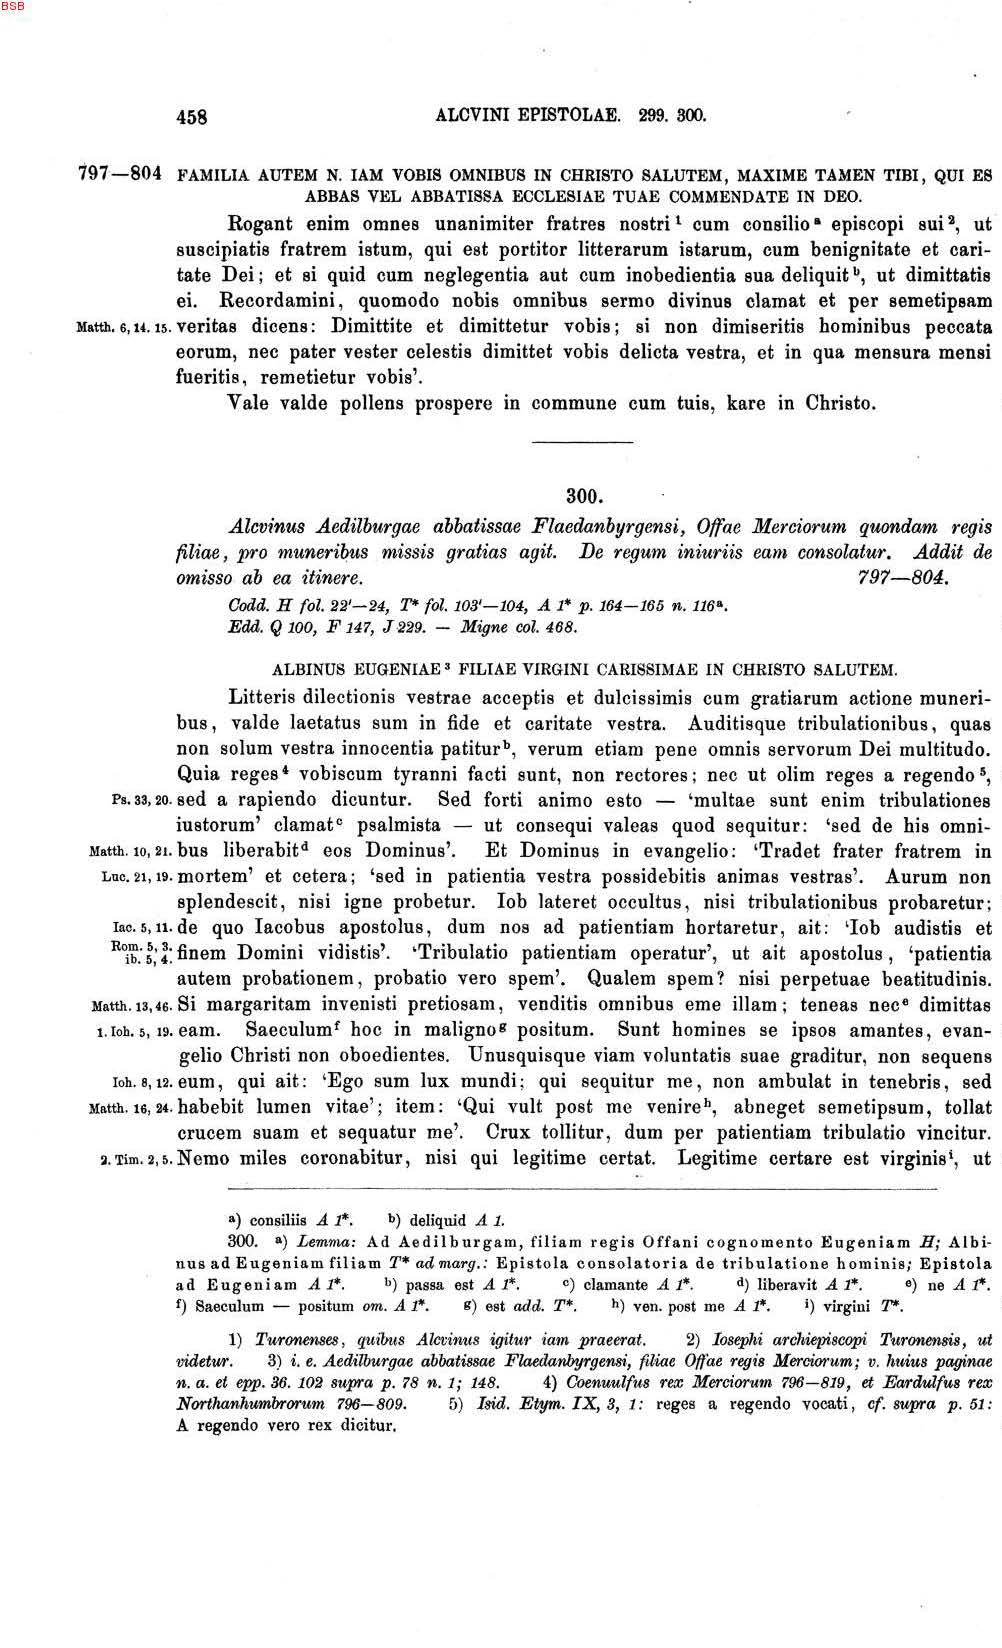 BSB
458 ALCVINI EPISTOLAE. 299. 300.
797—804 FAMILIA AUTEM N. IAM VOBIS OMNIBUS IN CHRISTO SALUTEM, MAXIME TAMEN TIBI, QUI ES
ABBAS VEL ABBATISSA ECCLESIAE TUAE COMMENDATE IN DEO.
Rogant enim omnes unanimiter fratres nostri¹ cum consilioᵃ episcopi sui², ut
suscipiatis fratrem istum, qui est portitor litterarum istarum, cum benignitate et cari-
tate Dei; et si quid cum neglegentia aut cum inobedientia sua deliquitᵇ, ut dimittatis
ei. Recordamini, quomodo nobis omnibus sermo divinus clamat et per semetipsam
Matth. 6, 14. 15. veritas dicens: Dimittite et dimittetur vobis; si non dimiseritis hominibus peccata
eorum, nec pater vester celestis dimittet vobis delicta vestra, et in qua mensura mensi
fueritis, remetietur vobis’.
Vale valde pollens prospere in commune cum tuis, kare in Christo.
300.
Alcvinus Aedilburgae abbatissae Flaedanbyrgensi, Offae Merciorum quondam regis
filiae, pro muneribus missis gratias agit. De regum iniuriis eam consolatur. Addit de
omisso ab ea itinere. 797—804.
Codd. H fol. 22'—24, T* fol. 103'—104, A 1* p. 164—165 n. 116ᵃ.
Edd. Q 100, F 147, J 229. — Migne col. 468.
ALBINUS EUGENIAE³ FILIAE VIRGINI CARISSIMAE IN CHRISTO SALUTEM.
Litteris dilectionis vestrae acceptis et dulcissimis cum gratiarum actione muneri-
bus, valde laetatus sum in fide et caritate vestra. Auditisque tribulationibus, quas
non solum vestra innocentia patiturᵇ, verum etiam pene omnis servorum Dei multitudo.
Quia reges⁴ vobiscum tyranni facti sunt, non rectores; nec ut olim reges a regendo⁵,
Ps. 33, 20. sed a rapiendo dicuntur. Sed forti animo esto — ‘multae sunt enim tribulationes
iustorum’ clamatᶜ psalmista — ut consequi valeas quod sequitur: ‘sed de his omni-
Matth. 10, 21. bus liberabitᵈ eos Dominus’. Et Dominus in evangelio: ‘Tradet frater fratrem in
Luc. 21, 19. mortem’ et cetera; ‘sed in patientia vestra possidebitis animas vestras’. Aurum non
splendescit, nisi igne probetur. Iob lateret occultus, nisi tribulationibus probaretur;
Iac. 5, 11. de quo Iacobus apostolus, dum nos ad patientiam hortaretur, ait: ‘Iob audistis et
Rom. 5, 3. ib. 5, 4. finem Domini vidistis’. ‘Tribulatio patientiam operatur’, ut ait apostolus, ‘patientia
autem probationem, probatio vero spem’. Qualem spem? nisi perpetuae beatitudinis.
Matth. 13, 46. Si margaritam invenisti pretiosam, venditis omnibus eme illam; teneas necᵉ dimittas
1. Ioh. 5, 19. eam. Saeculumᶠ hoc in malignoᵍ positum. Sunt homines se ipsos amantes, evan-
gelio Christi non oboedientes. Unusquisque viam voluntatis suae graditur, non sequens
Ioh. 8, 12. eum, qui ait: ‘Ego sum lux mundi; qui sequitur me, non ambulat in tenebris, sed
Matth. 16, 24. habebit lumen vitae’; item: ‘Qui vult post me venireʰ, abneget semetipsum, tollat
crucem suam et sequatur me’. Crux tollitur, dum per patientiam tribulatio vincitur.
2. Tim. 2, 5. Nemo miles coronabitur, nisi qui legitime certat. Legitime certare est virginisⁱ, ut
a) consiliis A 1*. b) deliquid A 1.
300. a) Lemma: Ad Aedilburgam, filiam regis Offani cognomento Eugeniam H; Albi-
nus ad Eugeniam filiam T* ad marg.: Epistola consolatoria de tribulatione hominis; Epistola
ad Eugeniam A 1*. b) passa est A 1*. c) clamante A 1*. d) liberavit A 1*. e) ne A 1*.
f) Saeculum — positum om. A 1*. g) est add. T*. h) ven. post me A 1*. i) virgini T*.
1) Turonenses, quibus Alcvinus igitur iam praeerat. 2) Iosephi archiepiscopi Turonensis, ut
videtur. 3) i. e. Aedilburgae abbatissae Flaedanbyrgensi, filiae Offae regis Merciorum; v. huius paginae
n. a. et epp. 36. 102 supra p. 78 n. 1; 148. 4) Coenuulfus rex Merciorum 796—819, et Eardulfus rex
Northanhumbrorum 796—809. 5) Isid. Etym. IX, 3, 1: reges a regendo vocati, cf. supra p. 51:
A regendo vero rex dicitur.